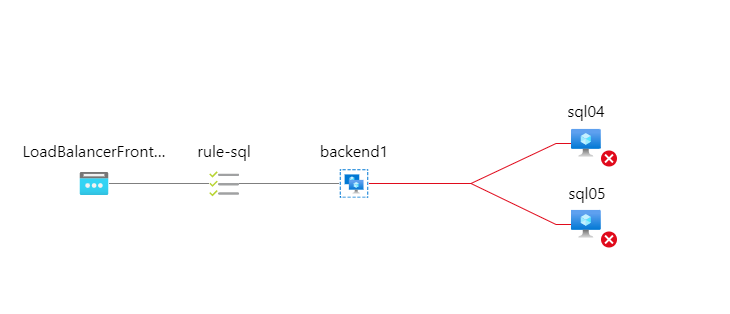 LoadBalancerFront...
rule-sql
backend1
sql04
sql05